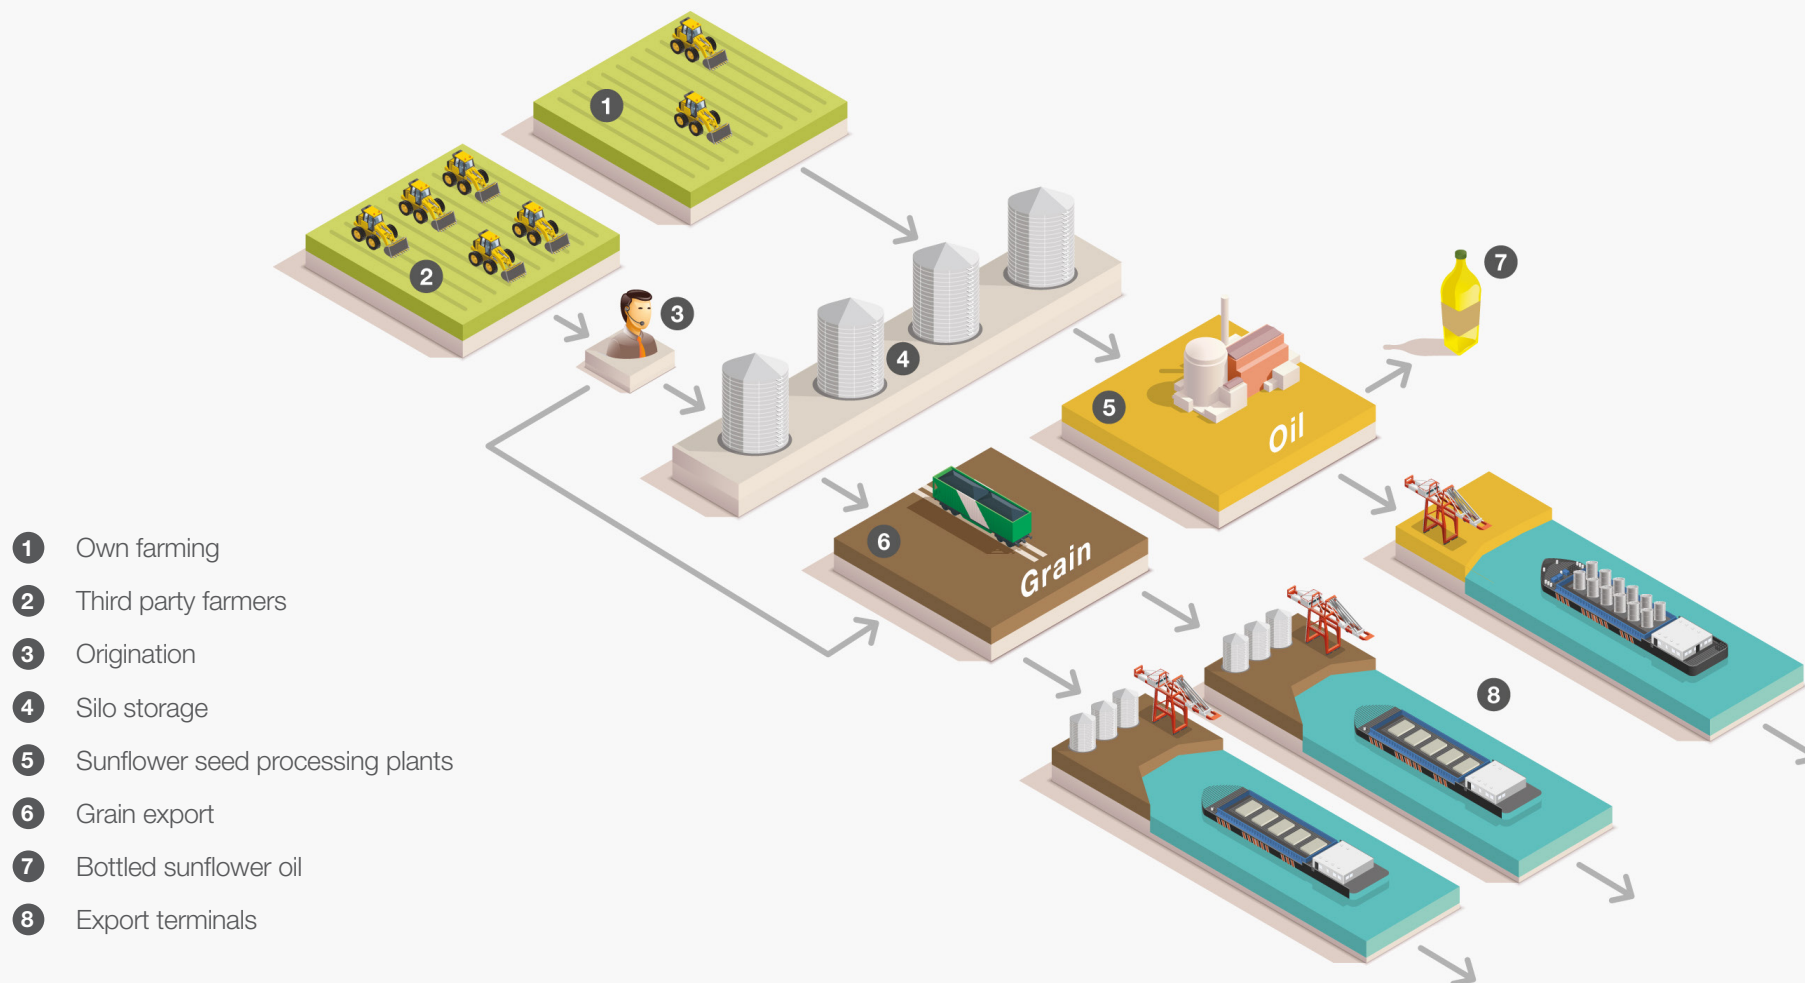 1
2
3
4
7
5
Oil
6
Grain
8
1 Own farming
2 Third party farmers
3 Origination
4 Silo storage
5 Sunflower seed processing plants
6 Grain export
7 Bottled sunflower oil
8 Export terminals